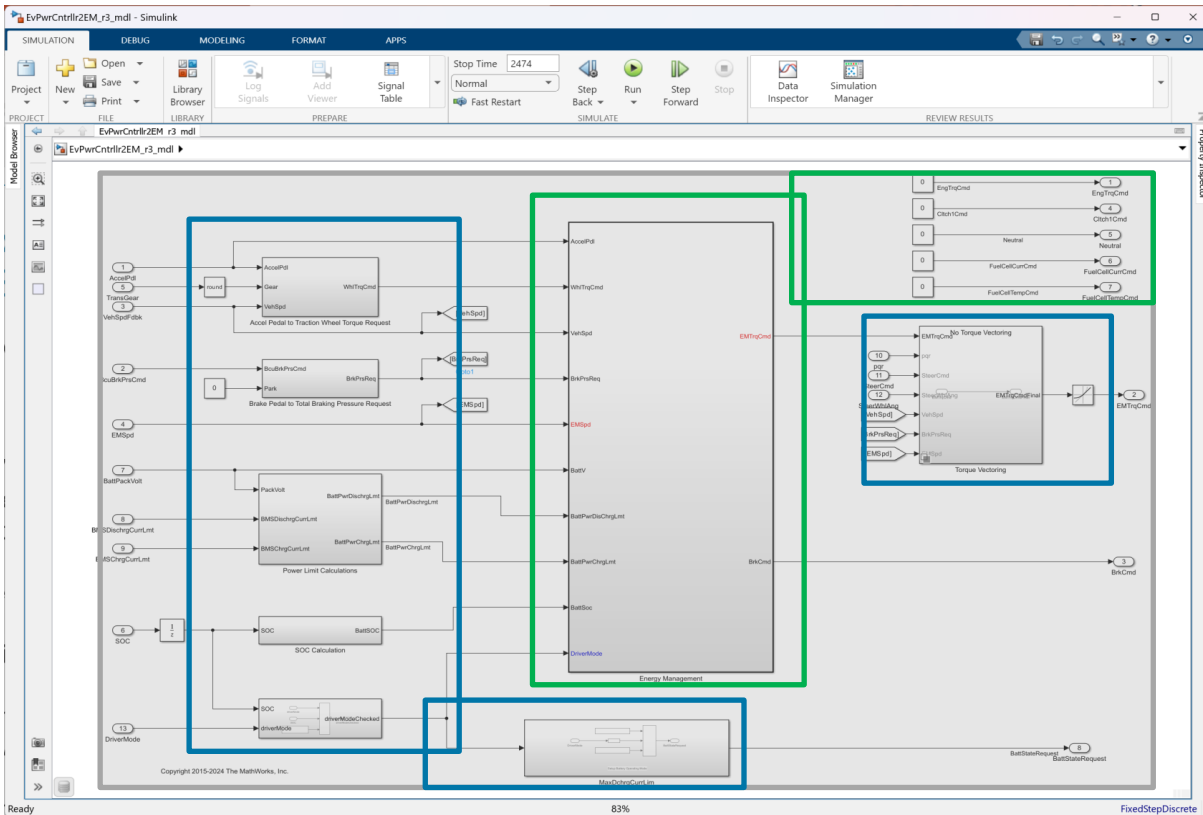 EvPwrCntrllr2EM_r3_mdl - Simulink
SIMULATION DEBUG MODELING FORMAT APPS
Project
New
Open
Save
Print
Library Browser
Log Signals
Add Viewer
Signal Table
Stop Time 2474
Normal
Fast Restart
Step Back
Run
Step Forward
Stop
Data Inspector
Simulation Manager
PROJECT FILE LIBRARY PREPARE SIMULATE REVIEW RESULTS
Model Browser
EvPwrCntrllr2EM_r3_mdl
EvPwrCntrllr2EM_r3_mdl
Property Inspector
1
AccelPdl
5
TransGear
3
VehSpdFdbk
round
AccelPdl
Gear
VehSpd
WhlTrqCmd
Accel Pedal to Traction Wheel Torque Request
2
BcuBrkPrsCmd
0
BcuBrkPrsCmd
Park
BrkPrsReq
Brake Pedal to Total Braking Pressure Request
4
EMSpd
7
BattPackVolt
8
9
PackVolt
BMSDischrgCurrLmt
BMSChrgCurrLmt
BattPwrDischrgLmt
BattPwrChrgLmt
BattPwrDischrgLmt
BattPwrChrgLmt
Power Limit Calculations
6
SOC
1
z
SOC
BattSOC
SOC Calculation
13
DriverMode
SOC
driverMode
driverModeChecked
AccelPdl
WhlTrqCmd
VehSpd
BrkPrsReq
EMSpd
BattV
BattPwrDisChrgLmt
BattPwrChrgLmt
BattSoc
DriverMode
EMTrqCmd
BrkCmd
Energy Management
0
EngTrqCmd
1
EngTrqCmd
0
Cltch1Cmd
4
Cltch1Cmd
0
Neutral
5
Neutral
0
FuelCellCurrCmd
6
FuelCellCurrCmd
0
FuelCellTempCmd
7
FuelCellTempCmd
No Torque Vectoring
EMTrqCmd
pqr
SteerCmd
VehSpd
BrkPrsReq
EMTrqCmdFinal
10
pqr
11
12
Torque Vectoring
2
EMTrqCmd
3
BrkCmd
MaxDchrgCurrLim
BattStateRequest
8
BattStateRequest
Copyright 2015-2024 The MathWorks, Inc.
Ready
83%
FixedStepDiscrete